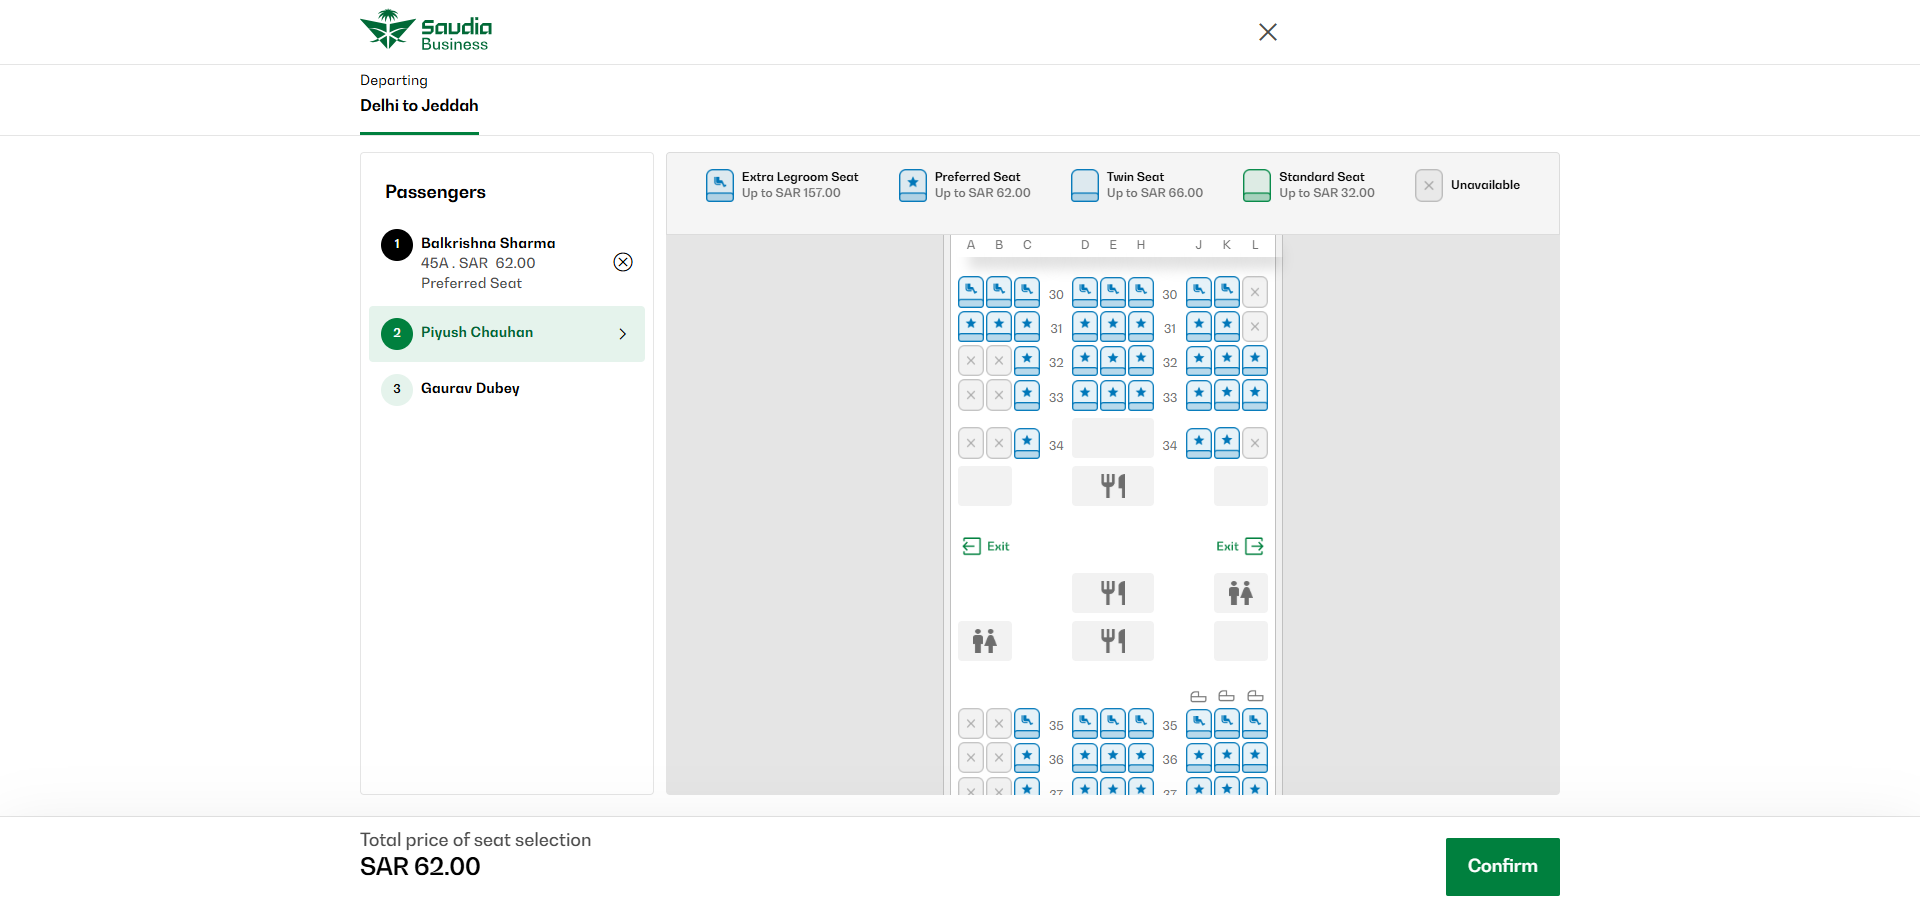 Saudia
Business
Departing
Delhi to Jeddah
Passengers
1 Balkrishna Sharma
45A . SAR 62.00
Preferred Seat
2 Piyush Chauhan
3 Gaurav Dubey
Extra Legroom Seat
Up to SAR 157.00
Preferred Seat
Up to SAR 62.00
Twin Seat
Up to SAR 66.00
Standard Seat
Up to SAR 32.00
Unavailable
A B C D E H J K L
30 30
31 31
32 32
33 33
34 34
Exit Exit
35 35
36 36
37 37
Total price of seat selection
SAR 62.00
Confirm